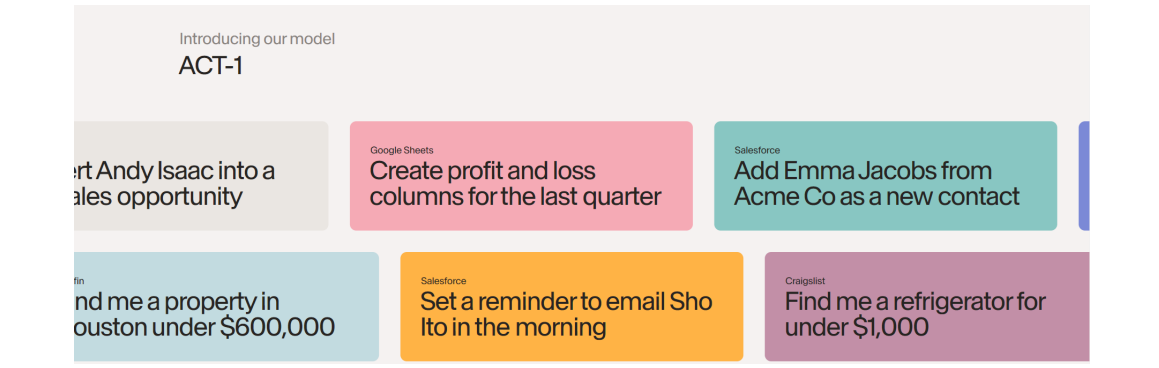 Introducing our model
ACT-1
ert Andy Isaac into a
ales opportunity
Google Sheets
Create profit and loss
columns for the last quarter
Salesforce
Add Emma Jacobs from
Acme Co as a new contact
fin
nd me a property in
ouston under $600,000
Salesforce
Set a reminder to email Sho
Ito in the morning
Craigslist
Find me a refrigerator for
under $1,000